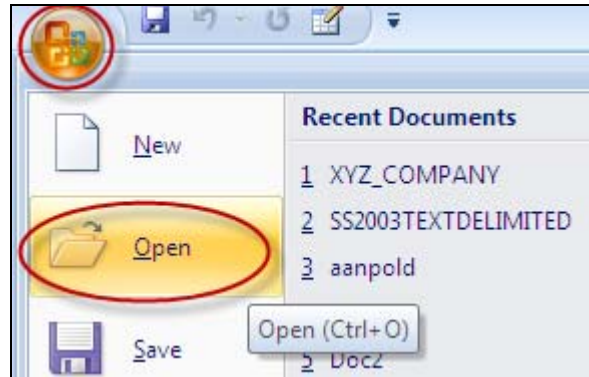 New
Open
Save
Recent Documents
1 XYZ_COMPANY
2 SS2003TEXTDELIMITED
3 aanpold
Open (Ctrl+O)
5 Doc2